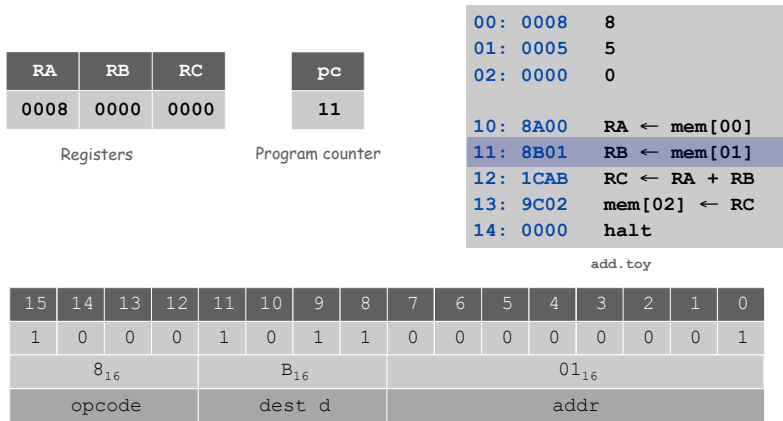 00: 0008 8
01: 0005 5
02: 0000 0
10: 8A00 RA ← mem[00]
11: 8B01 RB ← mem[01]
12: 1CAB RC ← RA + RB
13: 9C02 mem[02] ← RC
14: 0000 halt
add.toy
RA RB RC
0008 0000 0000
Registers
pc
11
Program counter
15 14 13 12 11 10 9 8 7 6 5 4 3 2 1 0
1 0 0 0 1 0 1 1 0 0 0 0 0 0 0 1
8₁₆ B₁₆ 01₁₆
opcode dest d addr